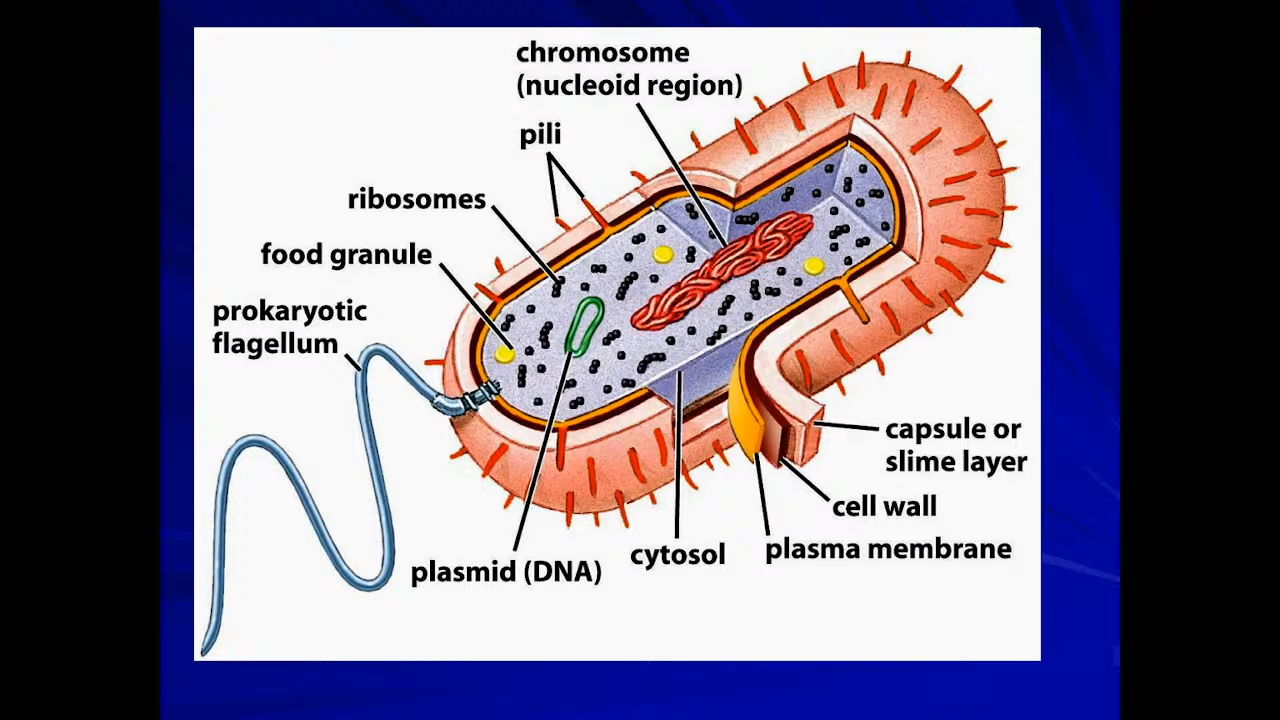 chromosome
(nucleoid region)
pili
ribosomes
food granule
prokaryotic
flagellum
capsule or
slime layer
cell wall
plasma membrane
cytosol
plasmid (DNA)